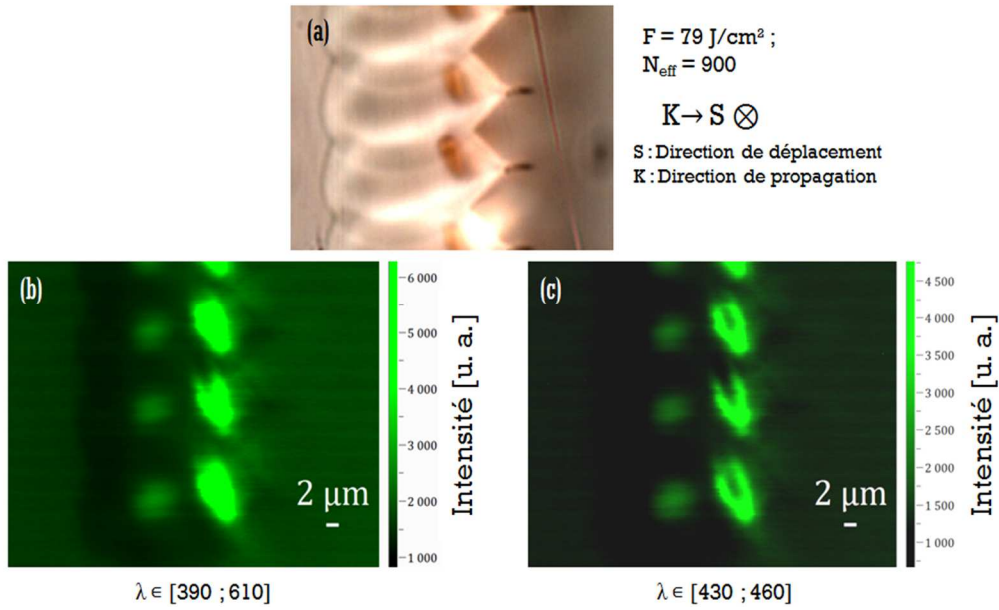 (a)
F = 79 J/cm² ;
N_eff = 900
K→ S ⊗
S : Direction de déplacement
K : Direction de propagation
(b)
6 000
5 000
4 000
3 000
2 000
1 000
Intensité [u. a.]
2 µm
λ ∈ [390 ; 610]
(c)
4 500
4 000
3 500
3 000
2 500
2 000
1 500
1 000
Intensité [u. a.]
2 µm
λ ∈ [430 ; 460]